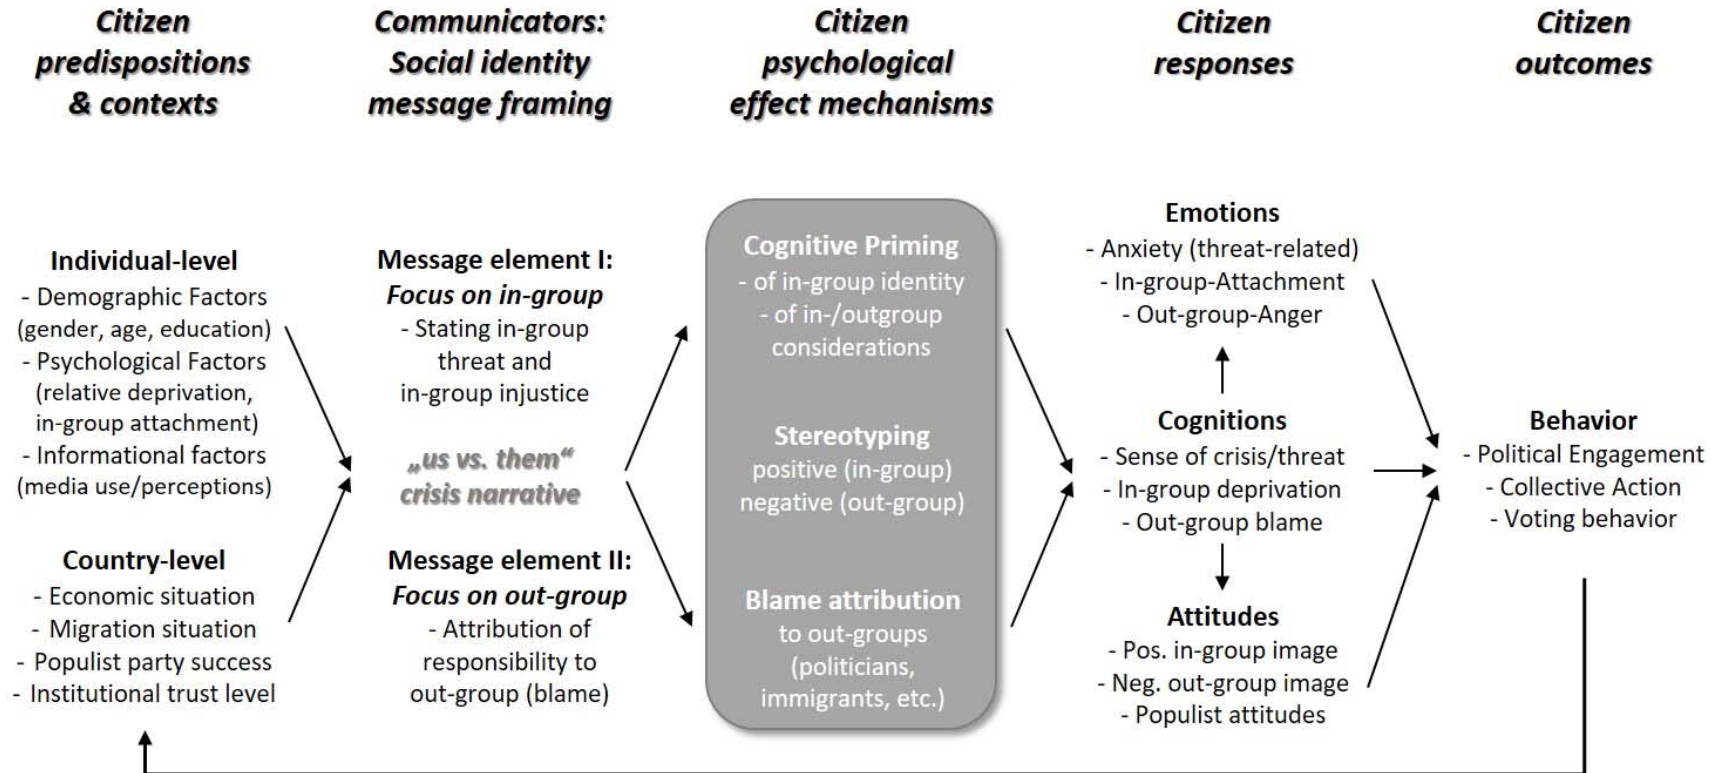 Citizen
predispositions
& contexts
Communicators:
Social identity
message framing
Citizen
psychological
effect mechanisms
Citizen
responses
Citizen
outcomes
Individual-level
- Demographic Factors
(gender, age, education)
- Psychological Factors
(relative deprivation,
in-group attachment)
- Informational factors
(media use/perceptions)
Country-level
- Economic situation
- Migration situation
- Populist party success
- Institutional trust level
Message element I:
Focus on in-group
- Stating in-group
threat and
in-group injustice
„us vs. them“
crisis narrative
Message element II:
Focus on out-group
- Attribution of
responsibility to
out-group (blame)
Cognitive Priming
- of in-group identity
- of in-/outgroup
considerations
Stereotyping
positive (in-group)
negative (out-group)
Blame attribution
to out-groups
(politicians,
immigrants, etc.)
Emotions
- Anxiety (threat-related)
- In-group-Attachment
- Out-group-Anger
Cognitions
- Sense of crisis/threat
- In-group deprivation
- Out-group blame
Attitudes
- Pos. in-group image
- Neg. out-group image
- Populist attitudes
Behavior
- Political Engagement
- Collective Action
- Voting behavior